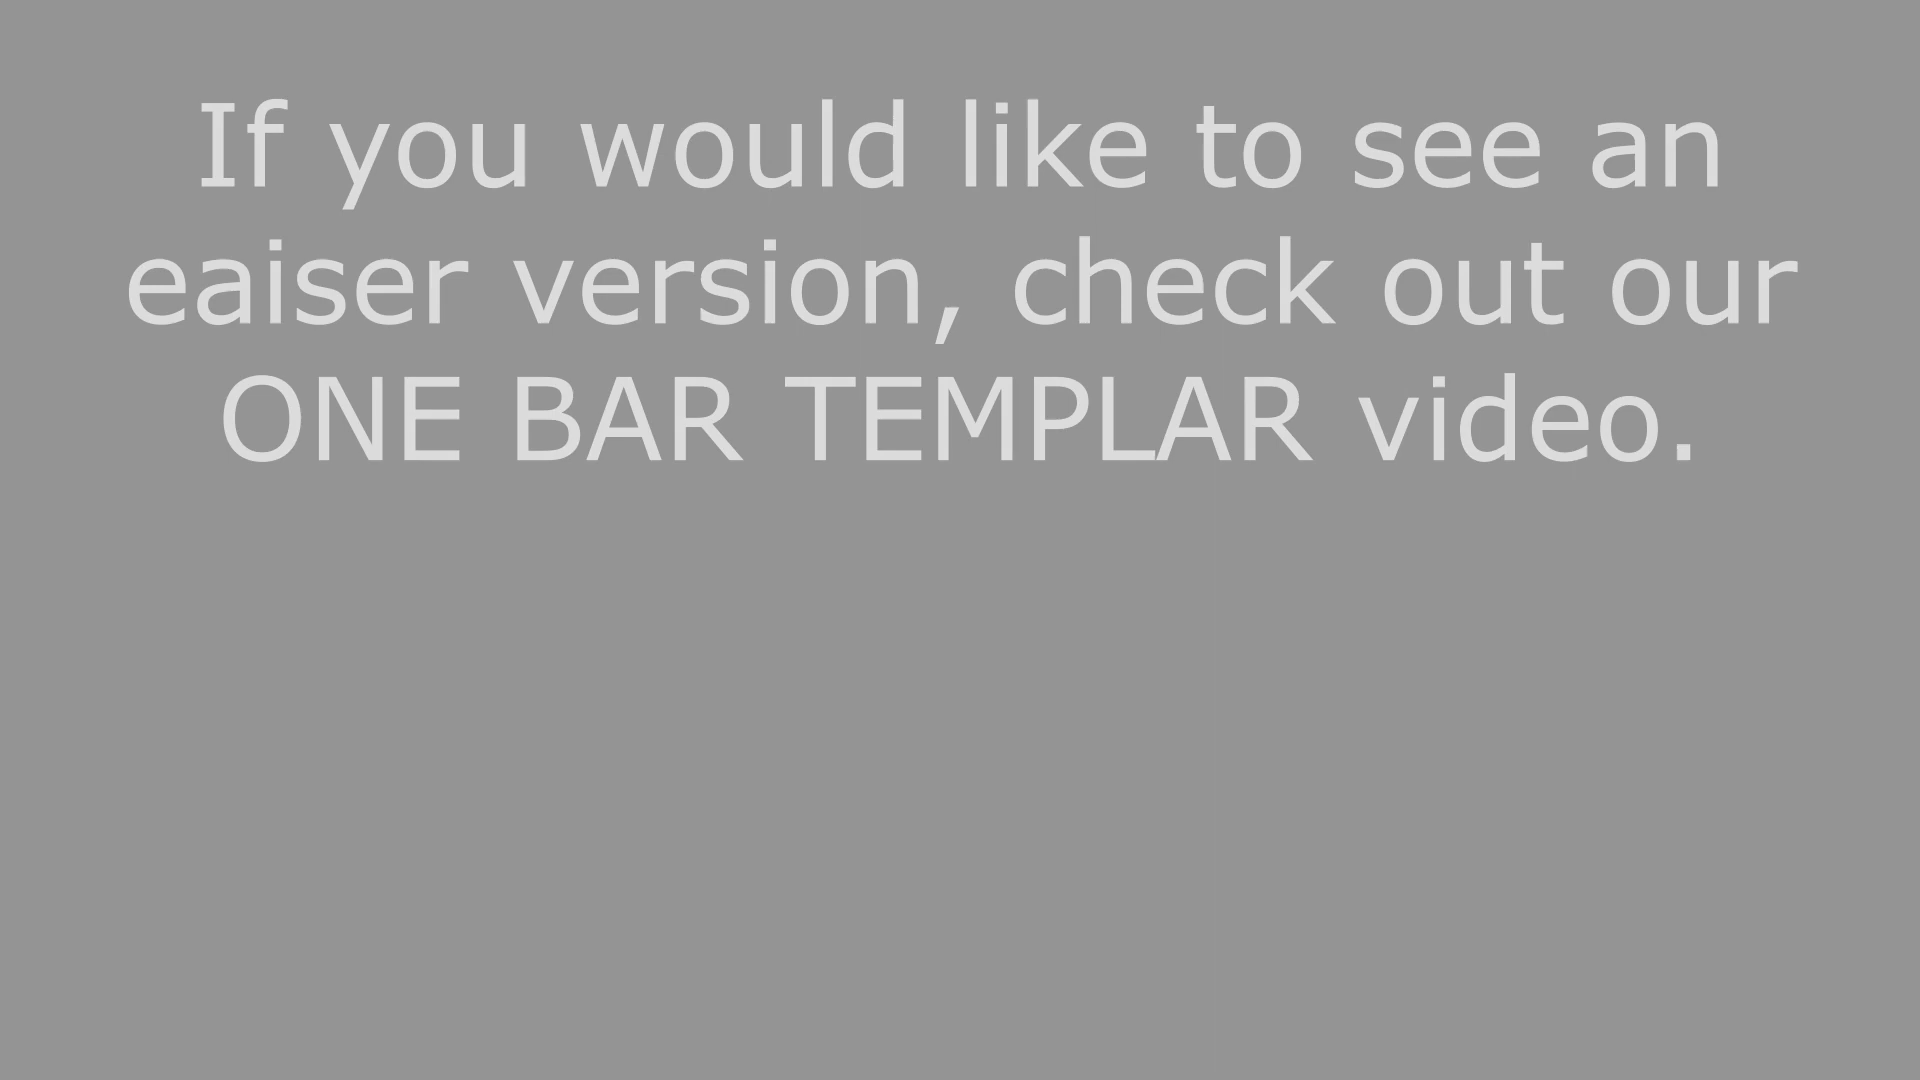 If you would like to see an
eaiser version, check out our
ONE BAR TEMPLAR video.